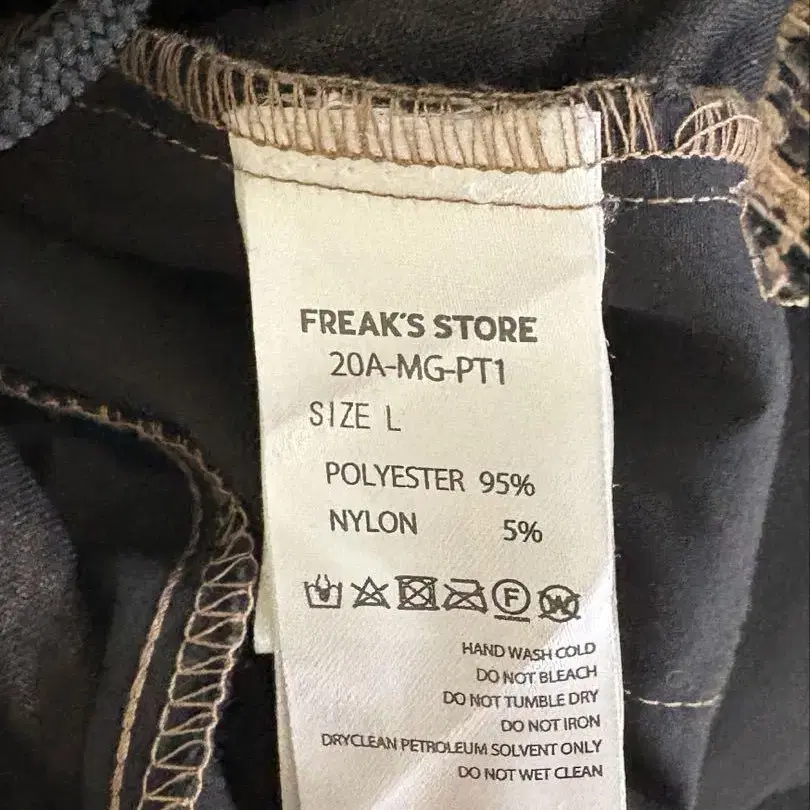 FREAK'S STORE
20A-MG-PT1
SIZE L
POLYESTER 95%
NYLON 5%
F W
HAND WASH COLD
DO NOT BLEACH
DO NOT TUMBLE DRY
DO NOT IRON
DRYCLEAN PETROLEUM SOLVENT ONLY
DO NOT WET CLEAN